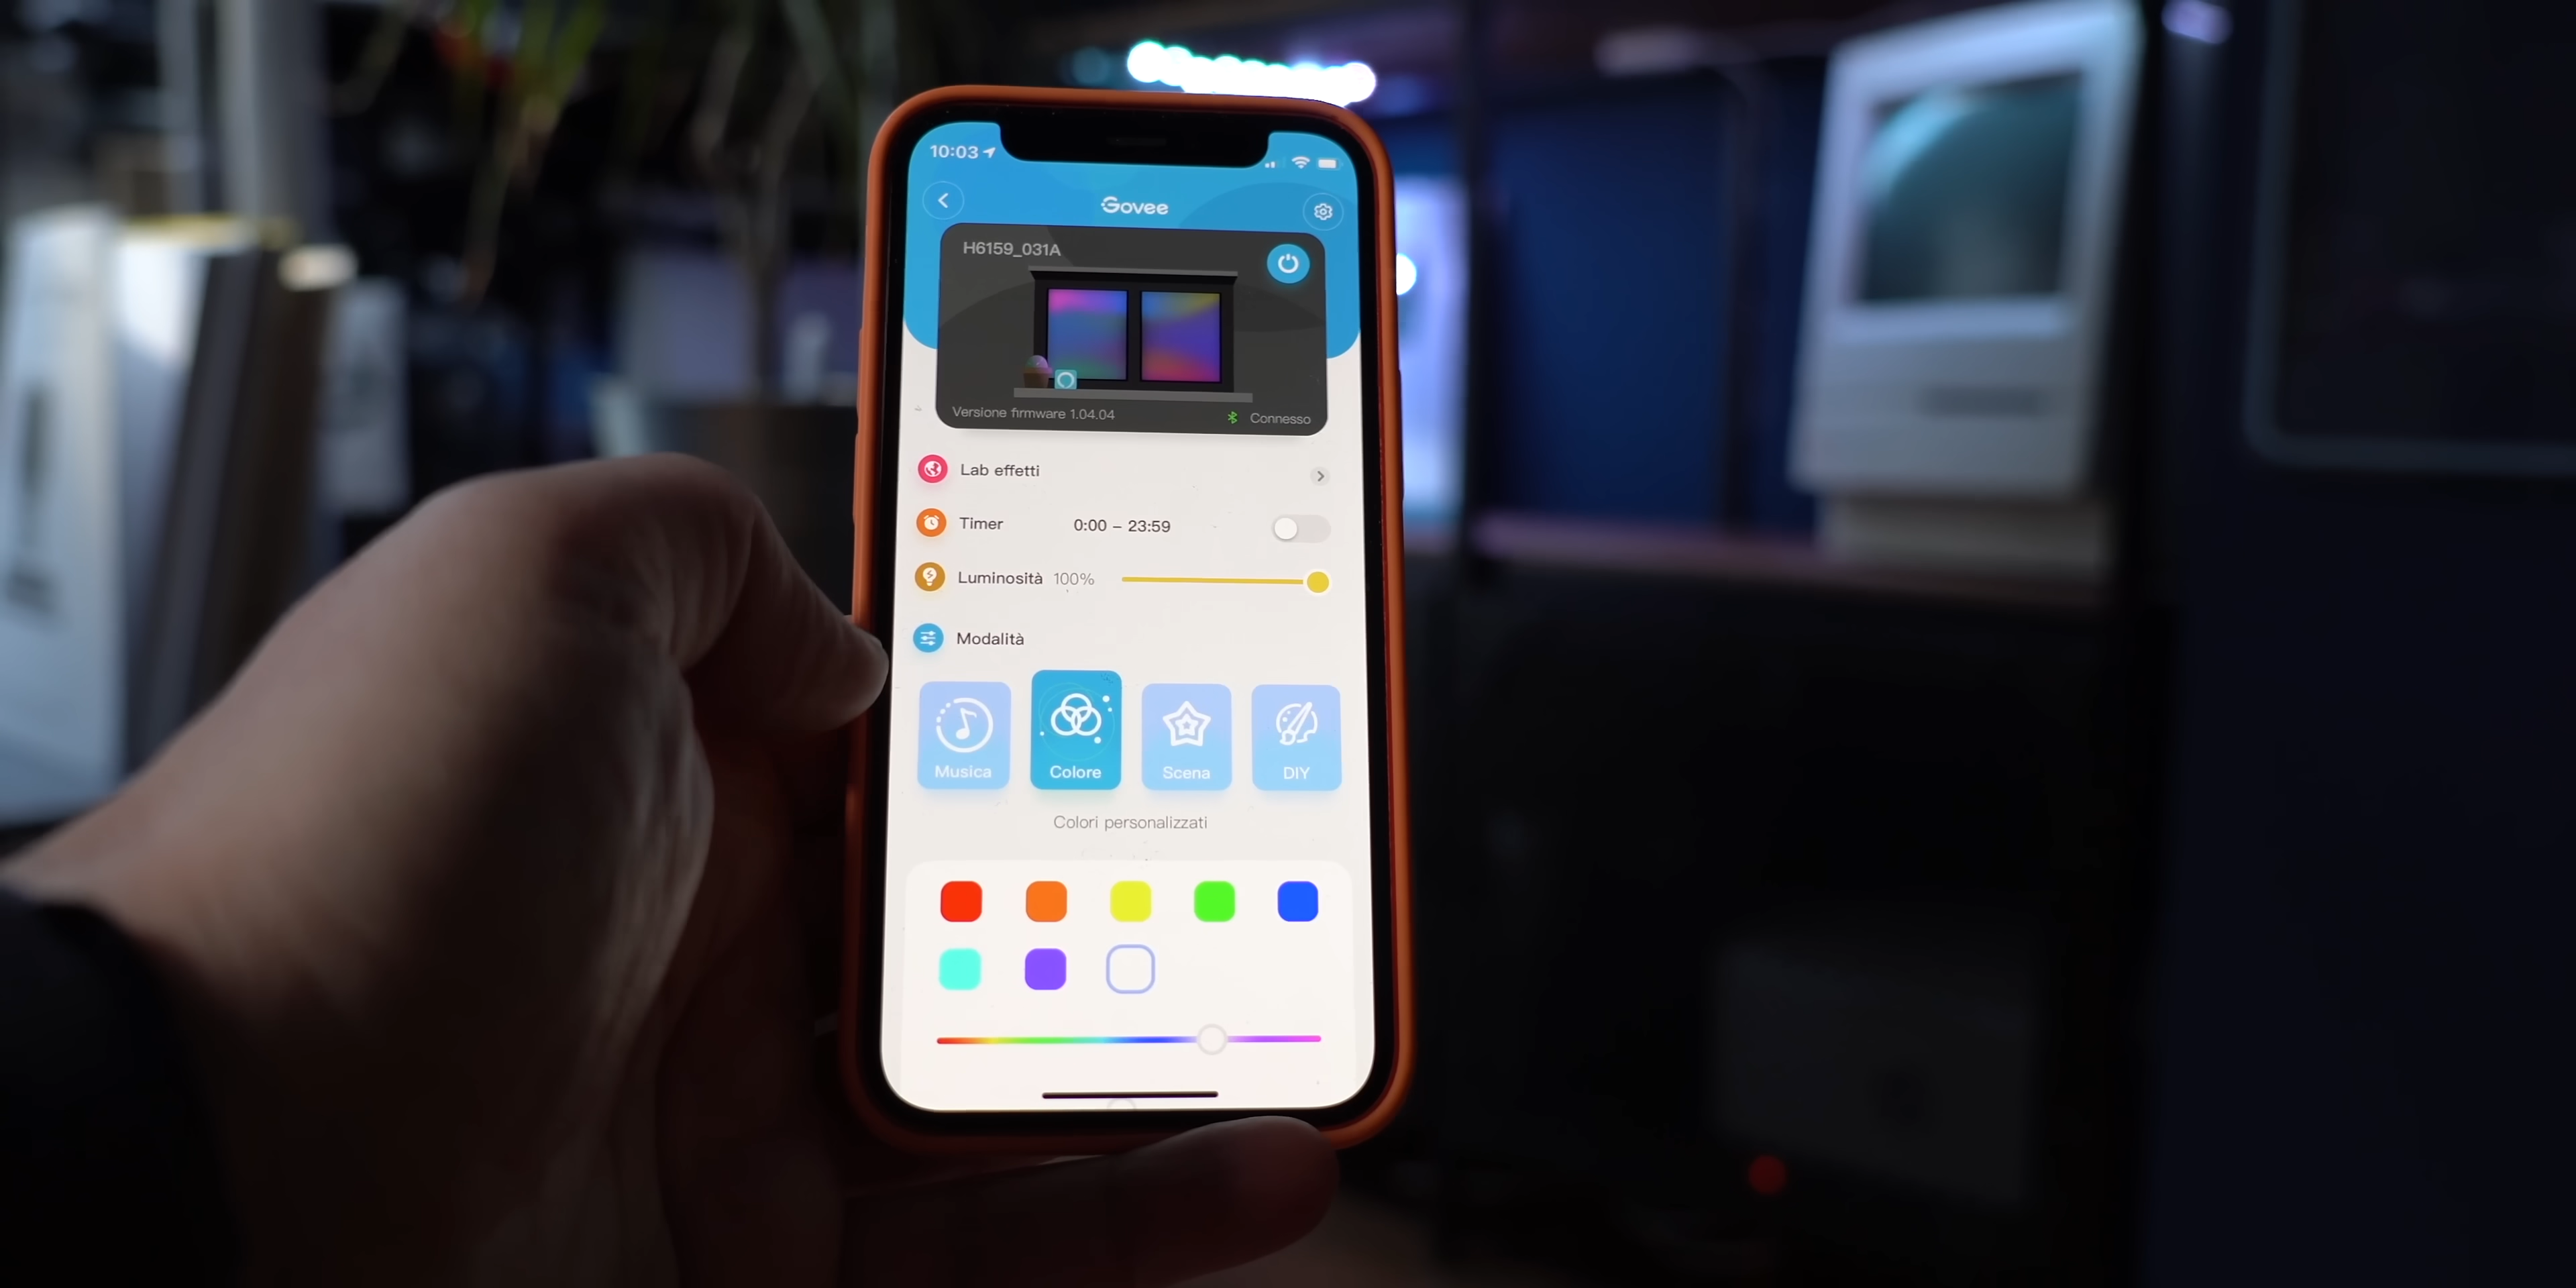 10:03
Govee
H6159_031A
Versione firmware 1.04.04
Connesso
Lab effetti
Timer 0:00 – 23:59
Luminosità 100%
Modalità
Musica Colore Scena DIY
Colori personalizzati